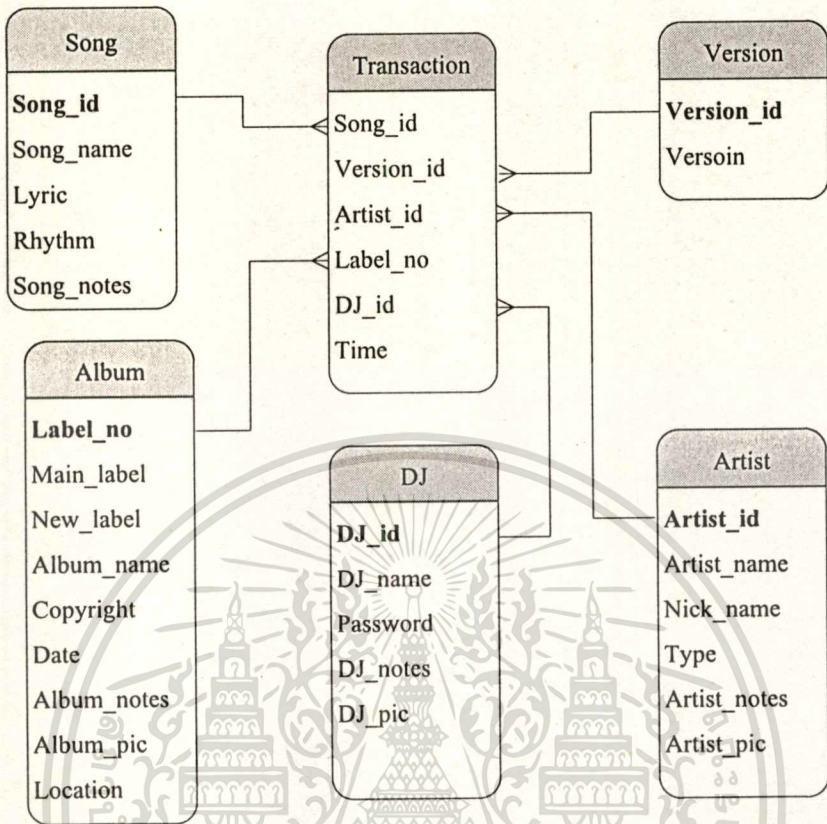 Song
Song_id
Song_name
Lyric
Rhythm
Song_notes
Transaction
Song_id
Version_id
Artist_id
Label_no
DJ_id
Time
Version
Version_id
Versoin
Album
Label_no
Main_label
New_label
Album_name
Copyright
Date
Album_notes
Album_pic
Location
DJ
DJ_id
DJ_name
Password
DJ_notes
DJ_pic
Artist
Artist_id
Artist_name
Nick_name
Type
Artist_notes
Artist_pic